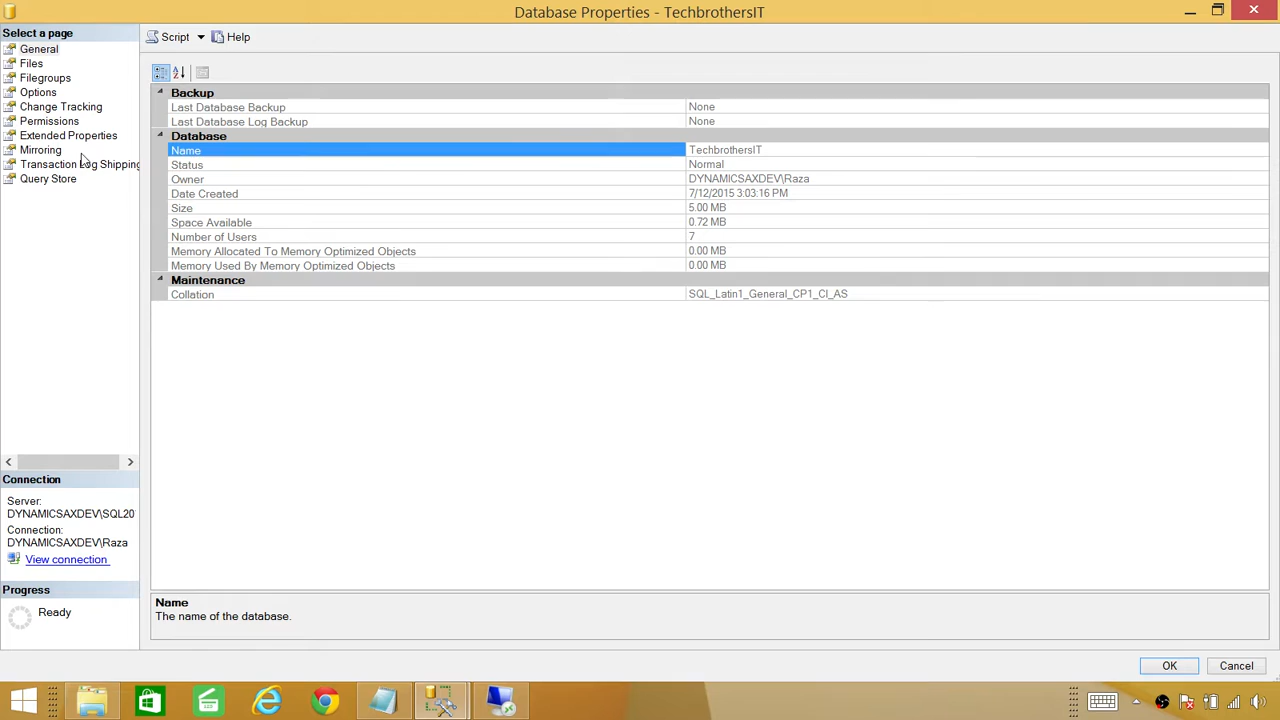 Database Properties - TechbrothersIT
Select a page
General
Files
Filegroups
Options
Change Tracking
Permissions
Extended Properties
Mirroring
Transaction Log Shipping
Query Store
Script Help
Backup
Last Database Backup None
Last Database Log Backup None
Database
Name TechbrothersIT
Status Normal
Owner DYNAMICSAXDEV\Raza
Date Created 7/12/2015 3:03:16 PM
Size 5.00 MB
Space Available 0.72 MB
Number of Users 7
Memory Allocated To Memory Optimized Objects 0.00 MB
Memory Used By Memory Optimized Objects 0.00 MB
Maintenance
Collation SQL_Latin1_General_CP1_CI_AS
Connection
Server:
DYNAMICSAXDEV\SQL20
Connection:
DYNAMICSAXDEV\Raza
View connection
Progress
Ready
Name
The name of the database.
OK Cancel